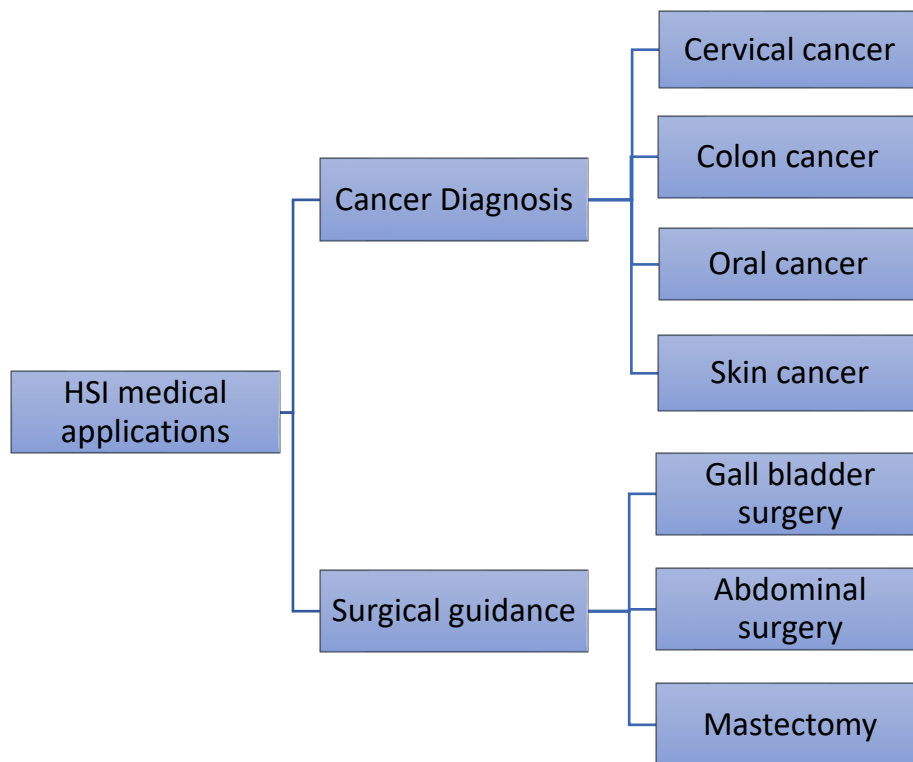 Cervical cancer
Colon cancer
Cancer Diagnosis
Oral cancer
Skin cancer
HSI medical
applications
Gall bladder
surgery
Surgical guidance
Abdominal
surgery
Mastectomy